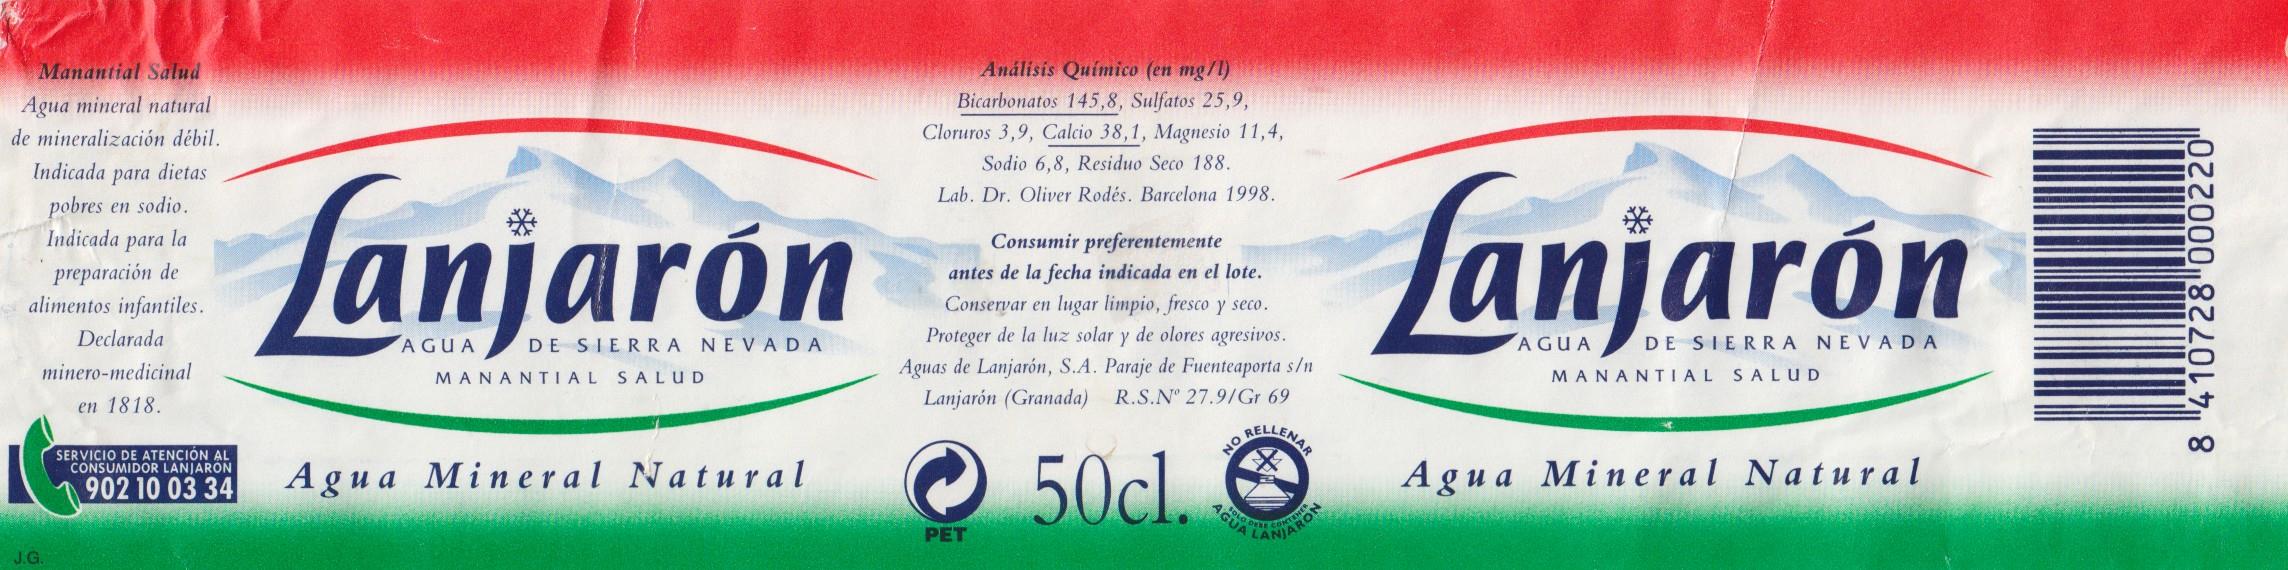 Manantial Salud
Agua mineral natural
de mineralización débil.
Indicada para dietas
pobres en sodio.
Indicada para la
preparación de
alimentos infantiles.
Declarada
minero-medicinal
en 1818.
SERVICIO DE ATENCIÓN AL
CONSUMIDOR LANJARON
902 10 03 34
J.G.
Lanjarón
AGUA DE SIERRA NEVADA
MANANTIAL SALUD
Agua Mineral Natural
Análisis Químico (en mg/l)
Bicarbonatos 145,8, Sulfatos 25,9,
Cloruros 3,9, Calcio 38,1, Magnesio 11,4,
Sodio 6,8, Residuo Seco 188.
Lab. Dr. Oliver Rodés. Barcelona 1998.
Consumir preferentemente
antes de la fecha indicada en el lote.
Conservar en lugar limpio, fresco y seco.
Proteger de la luz solar y de olores agresivos.
Aguas de Lanjarón, S.A. Paraje de Fuenteaporta s/n
Lanjarón (Granada) R.S.Nº 27.9/Gr 69
PET
50cl.
NO RELLENAR
SOLO DEBE CONTENER
AGUA LANJARON
Lanjarón
AGUA DE SIERRA NEVADA
MANANTIAL SALUD
Agua Mineral Natural
8 410728 000220